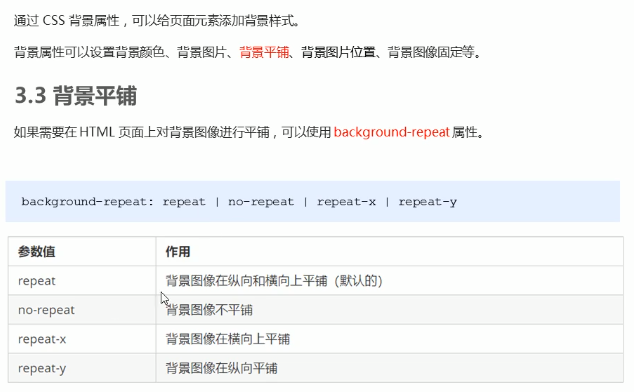 通过 CSS 背景属性，可以给页面元素添加背景样式。
背景属性可以设置背景颜色、背景图片、背景平铺、背景图片位置、背景图像固定等。
3.3 背景平铺
如果需要在 HTML 页面上对背景图像进行平铺，可以使用 background-repeat 属性。
background-repeat: repeat | no-repeat | repeat-x | repeat-y
参数值 作用
repeat 背景图像在纵向和横向上平铺（默认的）
no-repeat 背景图像不平铺
repeat-x 背景图像在横向上平铺
repeat-y 背景图像在纵向平铺